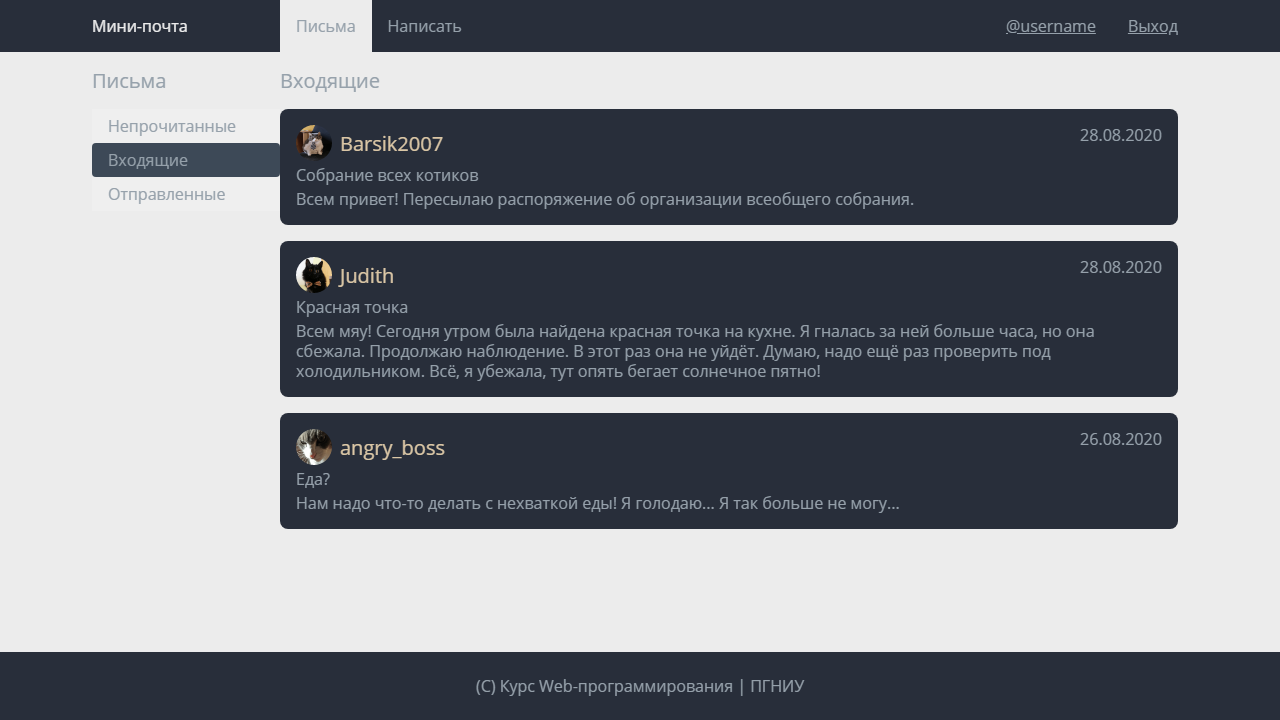 Мини-почта
Письма
Написать
@username
Выход
Письма
Непрочитанные
Входящие
Отправленные
Входящие
Barsik2007
28.08.2020
Собрание всех котиков
Всем привет! Пересылаю распоряжение об организации всеобщего собрания.
Judith
28.08.2020
Красная точка
Всем мяу! Сегодня утром была найдена красная точка на кухне. Я гналась за ней больше часа, но она
сбежала. Продолжаю наблюдение. В этот раз она не уйдёт. Думаю, надо ещё раз проверить под
холодильником. Всё, я убежала, тут опять бегает солнечное пятно!
angry_boss
26.08.2020
Еда?
Нам надо что-то делать с нехваткой еды! Я голодаю... Я так больше не могу...
(С) Курс Web-программирования | ПГНИУ